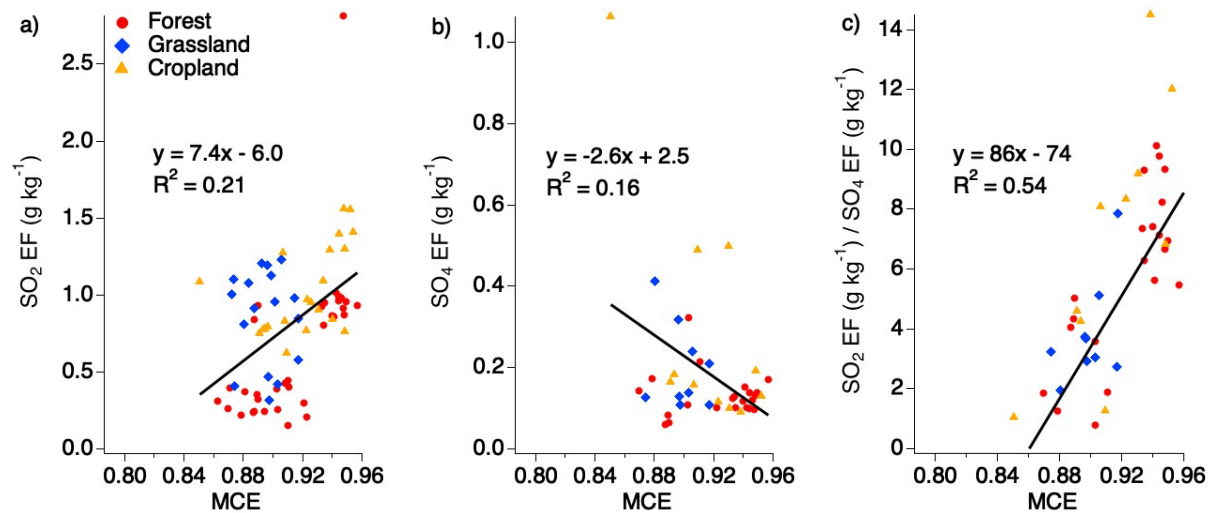 a)
Forest
Grassland
Cropland
2.5
2.0
1.5
1.0
0.5
0.0
SO2 EF (g kg-1)
y = 7.4x - 6.0
R2 = 0.21
0.80 0.84 0.88 0.92 0.96
MCE
b)
1.0
0.8
0.6
0.4
0.2
0.0
SO4 EF (g kg-1)
y = -2.6x + 2.5
R2 = 0.16
0.80 0.84 0.88 0.92 0.96
MCE
c)
14
12
10
8
6
4
2
0
SO2 EF (g kg-1) / SO4 EF (g kg-1)
y = 86x - 74
R2 = 0.54
0.80 0.84 0.88 0.92 0.96
MCE